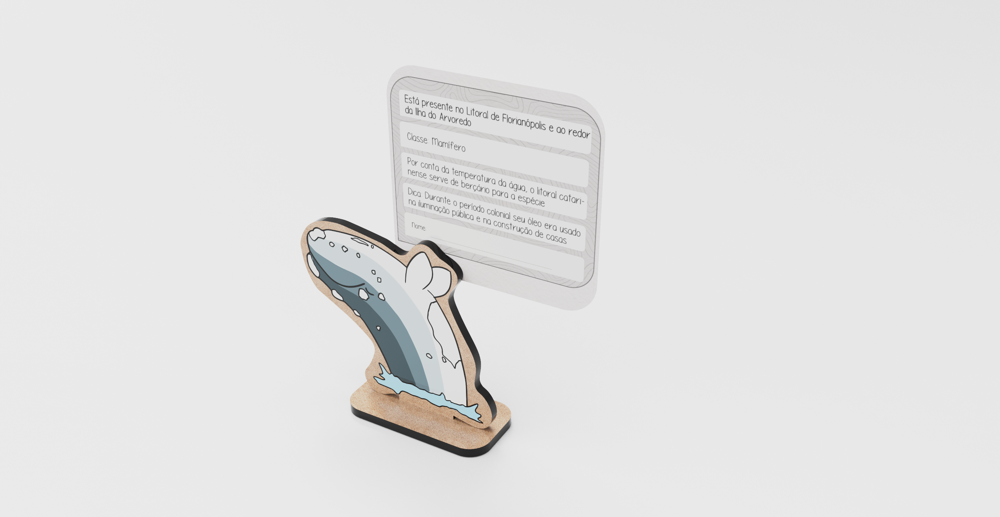 Está presente no Litoral de Florianópolis e ao redor
da Ilha do Arvoredo
Classe: Mamífero
Por conta da temperatura da água, o litoral catari-
nense serve de berçário para a espécie
Dica: Durante o período colonial seu óleo era usado
na iluminação pública e na construção de casas
Nome